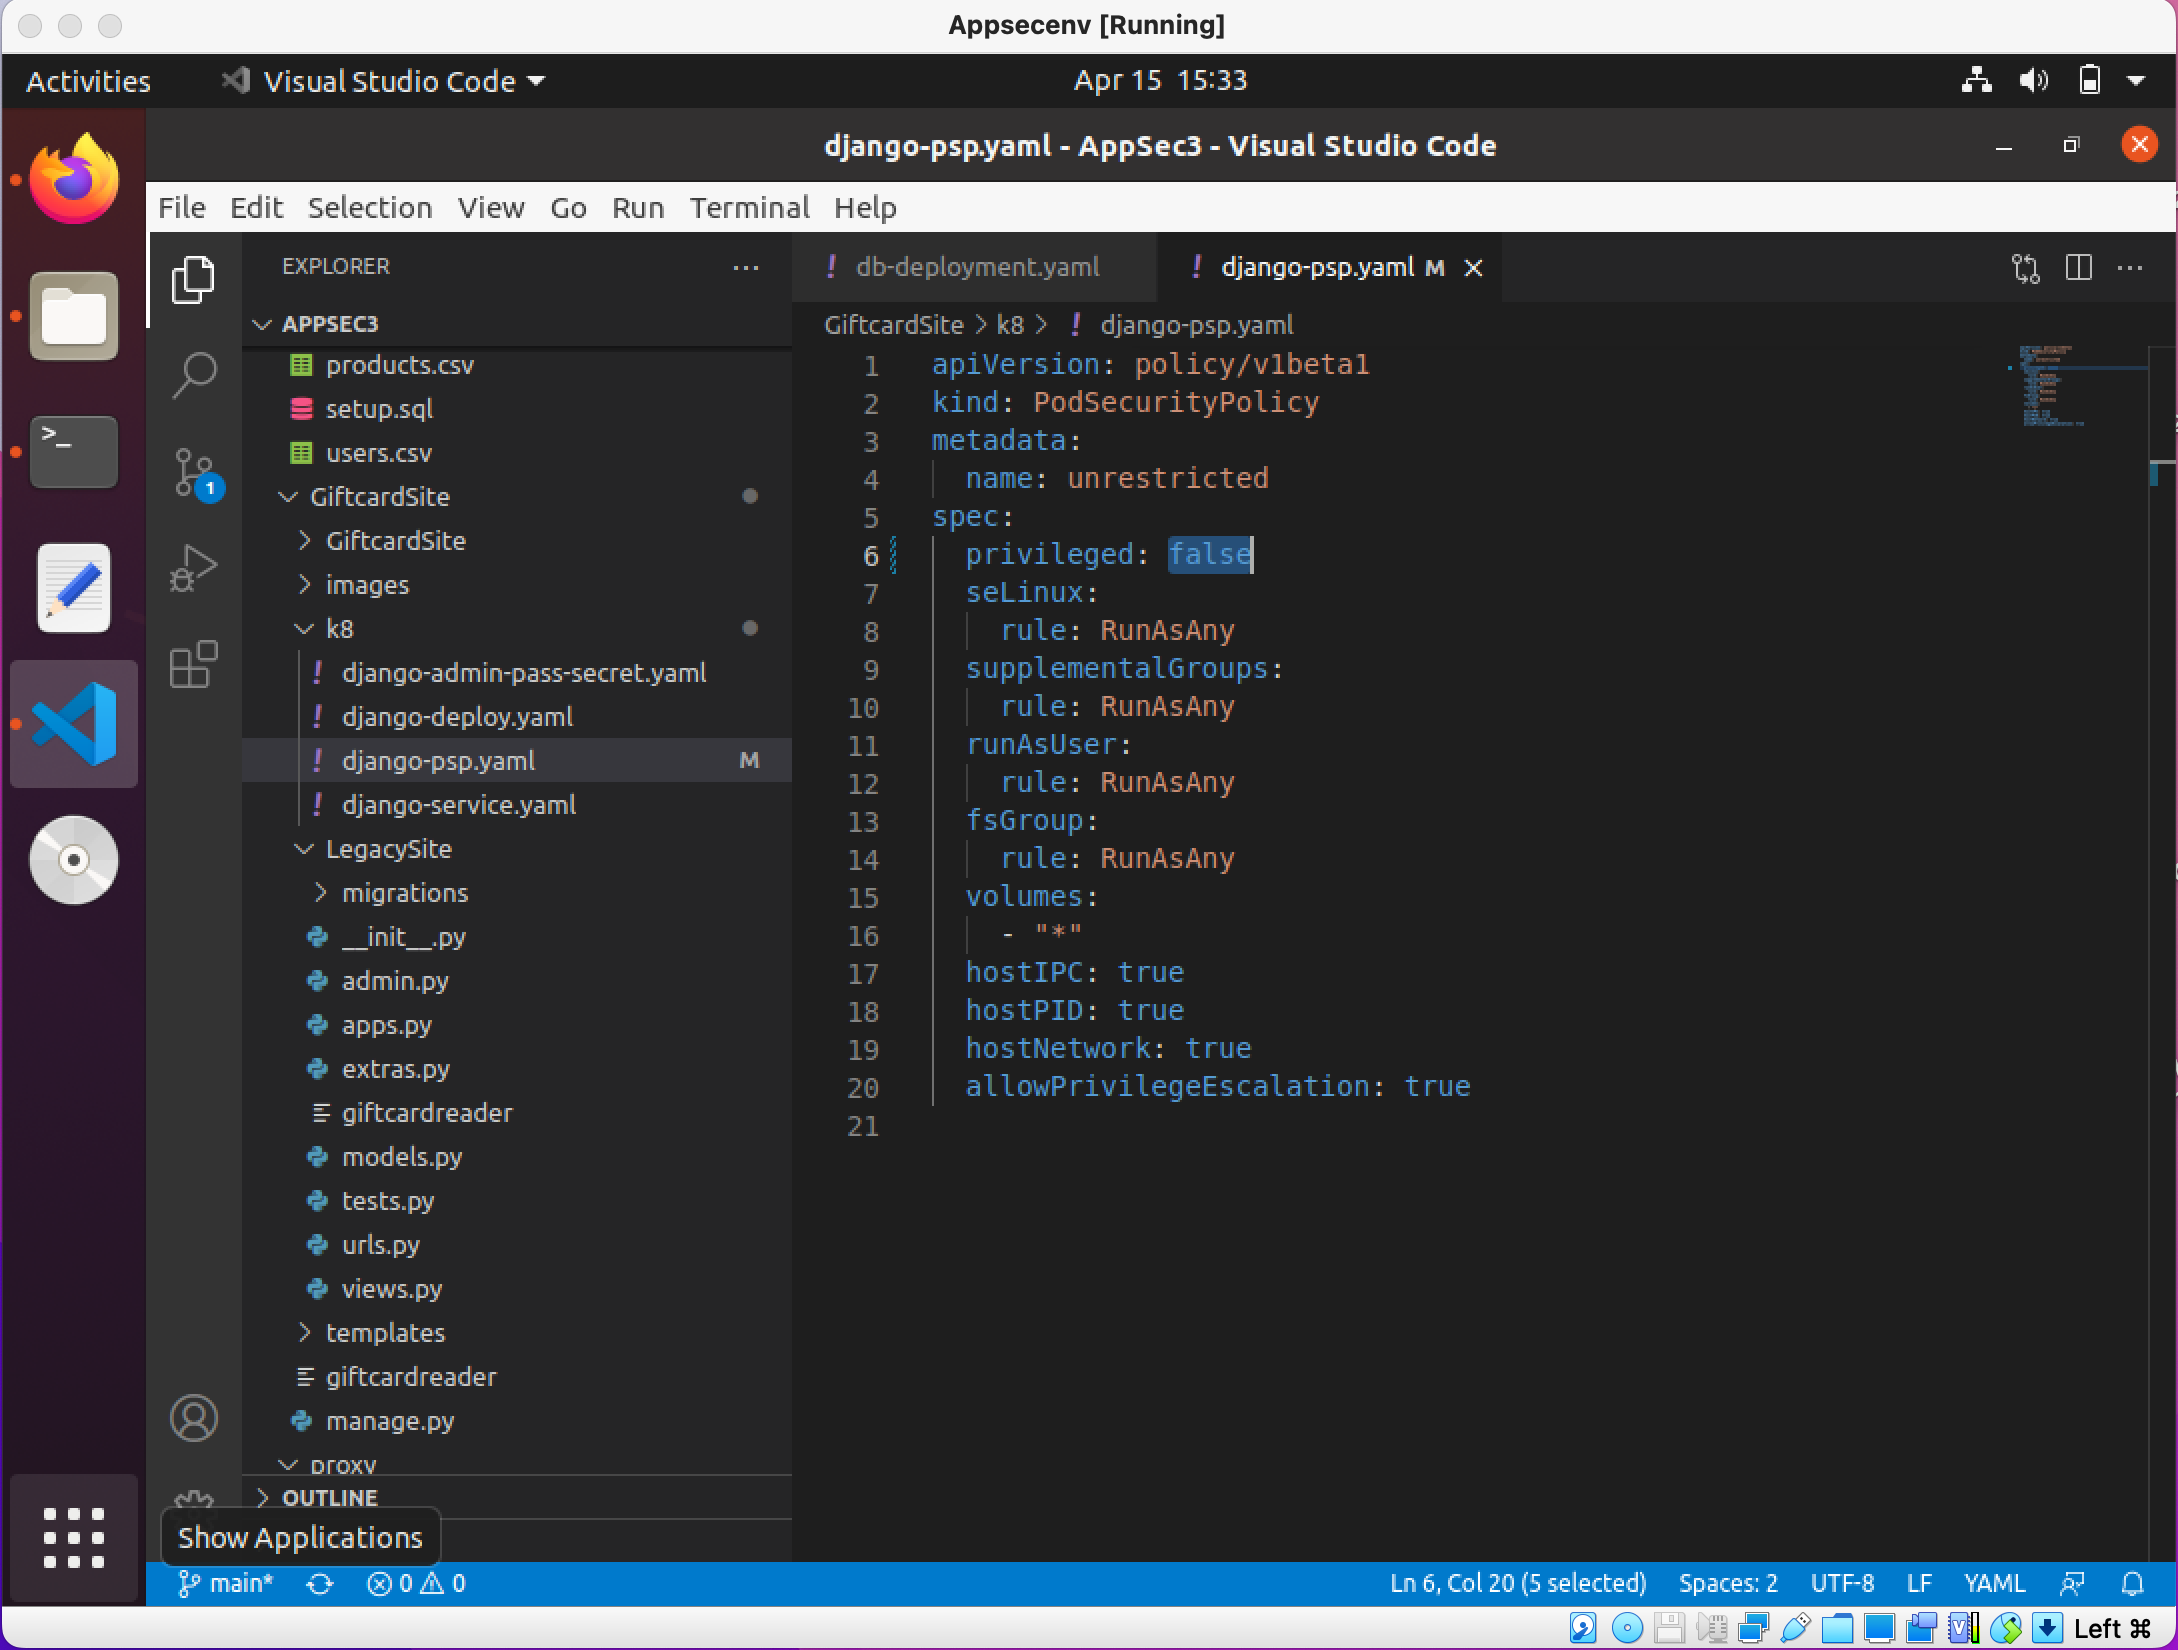 Appsecenv [Running]
Activities
Visual Studio Code
Apr 15 15:33
django-psp.yaml - AppSec3 - Visual Studio Code
File Edit Selection View Go Run Terminal Help
EXPLORER
APPSEC3
products.csv
setup.sql
users.csv
GiftcardSite
GiftcardSite
images
k8
django-admin-pass-secret.yaml
django-deploy.yaml
django-psp.yaml M
django-service.yaml
LegacySite
migrations
__init__.py
admin.py
apps.py
extras.py
giftcardreader
models.py
tests.py
urls.py
views.py
templates
giftcardreader
manage.py
proxy
OUTLINE
1
Show Applications
! db-deployment.yaml
! django-psp.yaml M
GiftcardSite > k8 > ! django-psp.yaml
1 apiVersion: policy/v1beta1
2 kind: PodSecurityPolicy
3 metadata:
4 name: unrestricted
5 spec:
6 privileged: false
7 seLinux:
8 rule: RunAsAny
9 supplementalGroups:
10 rule: RunAsAny
11 runAsUser:
12 rule: RunAsAny
13 fsGroup:
14 rule: RunAsAny
15 volumes:
16 - "*"
17 hostIPC: true
18 hostPID: true
19 hostNetwork: true
20 allowPrivilegeEscalation: true
21
main* 0 0
Ln 6, Col 20 (5 selected) Spaces: 2 UTF-8 LF YAML
Left ⌘